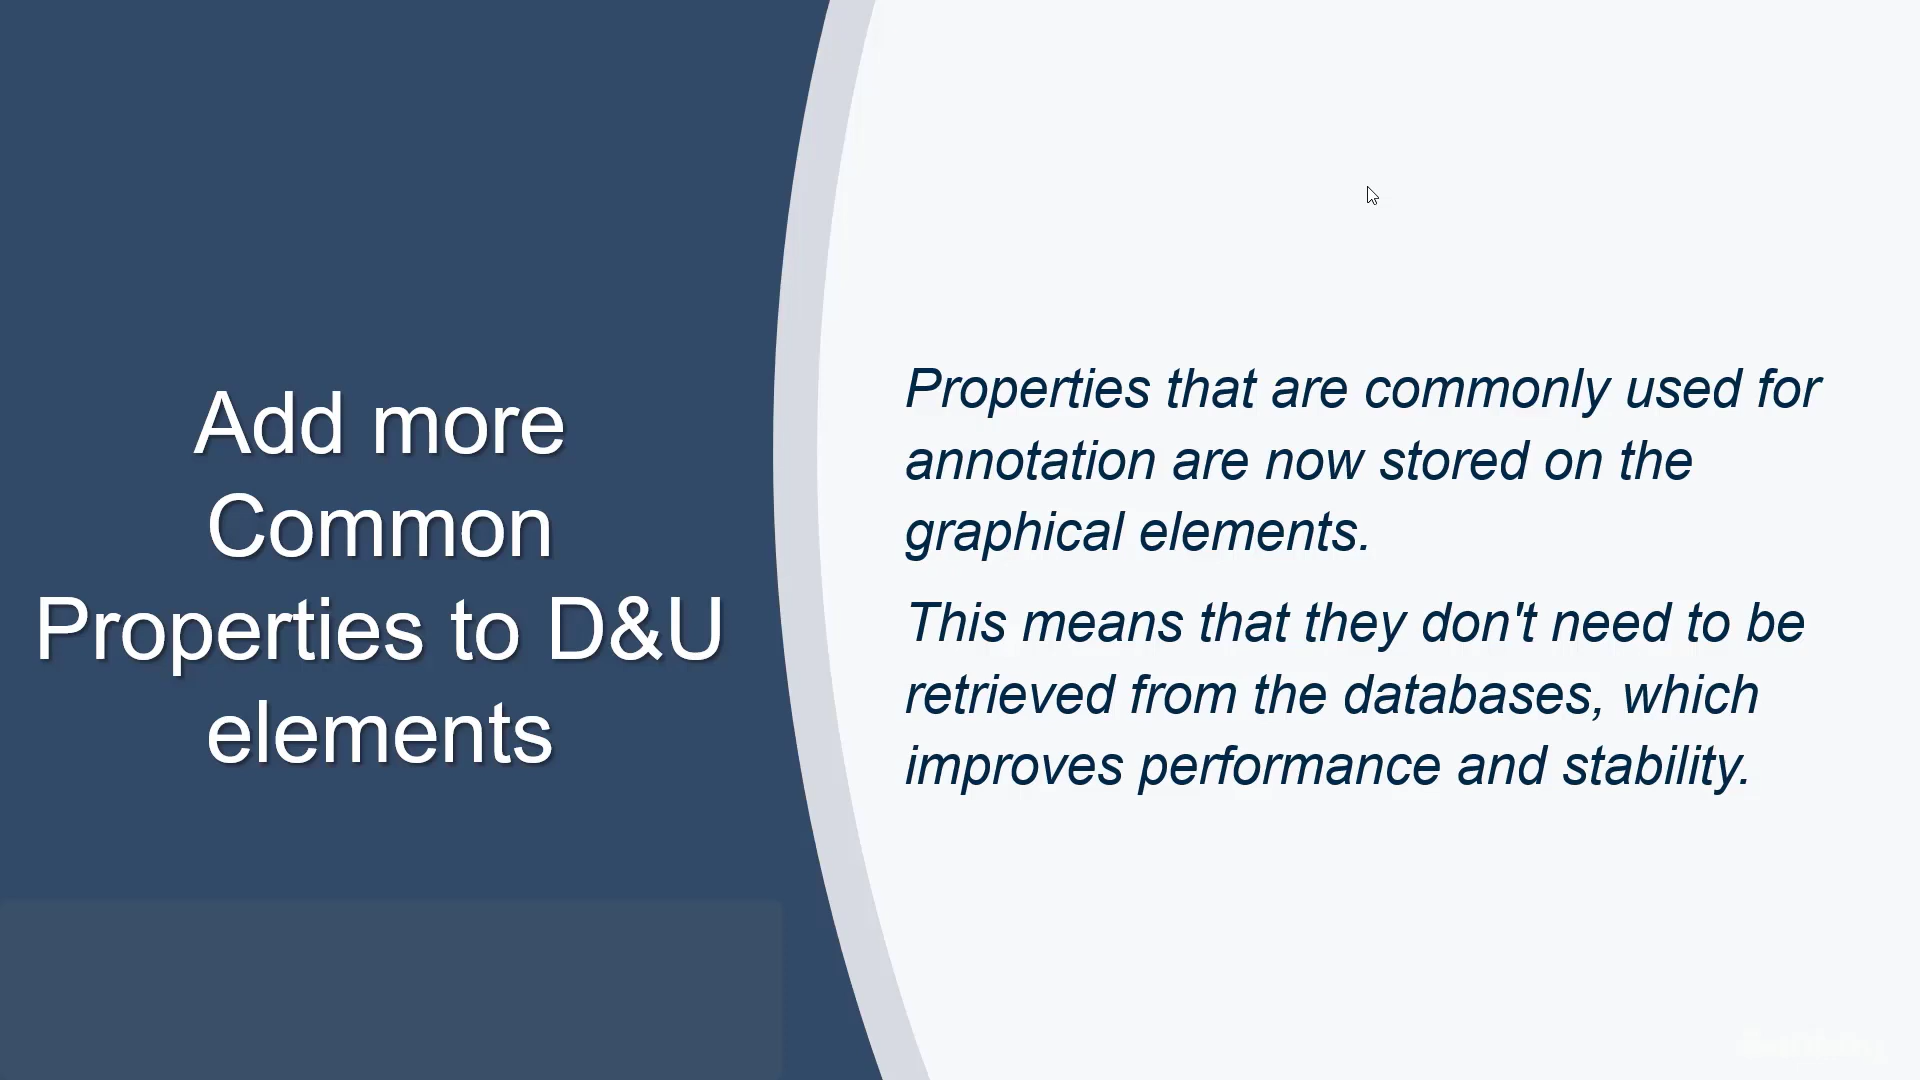 Add more
Common
Properties to D&U
elements
Properties that are commonly used for
annotation are now stored on the
graphical elements.
This means that they don't need to be
retrieved from the databases, which
improves performance and stability.